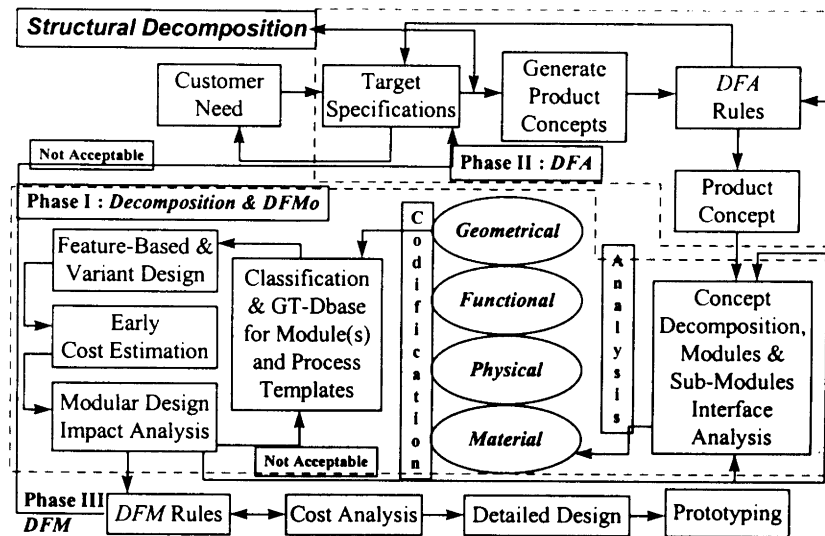 Structural Decomposition
Customer
Need
Target
Specifications
Generate
Product
Concepts
DFA
Rules
Not Acceptable
Phase II : DFA
Product
Concept
Phase I : Decomposition & DFMo
Feature-Based &
Variant Design
Early
Cost Estimation
Modular Design
Impact Analysis
Classification
& GT-Dbase
for Module(s)
and Process
Templates
Not Acceptable
Codification
Geometrical
Functional
Physical
Material
Analysis
Concept
Decomposition,
Modules &
Sub-Modules
Interface
Analysis
Phase III
DFM
DFM Rules
Cost Analysis
Detailed Design
Prototyping